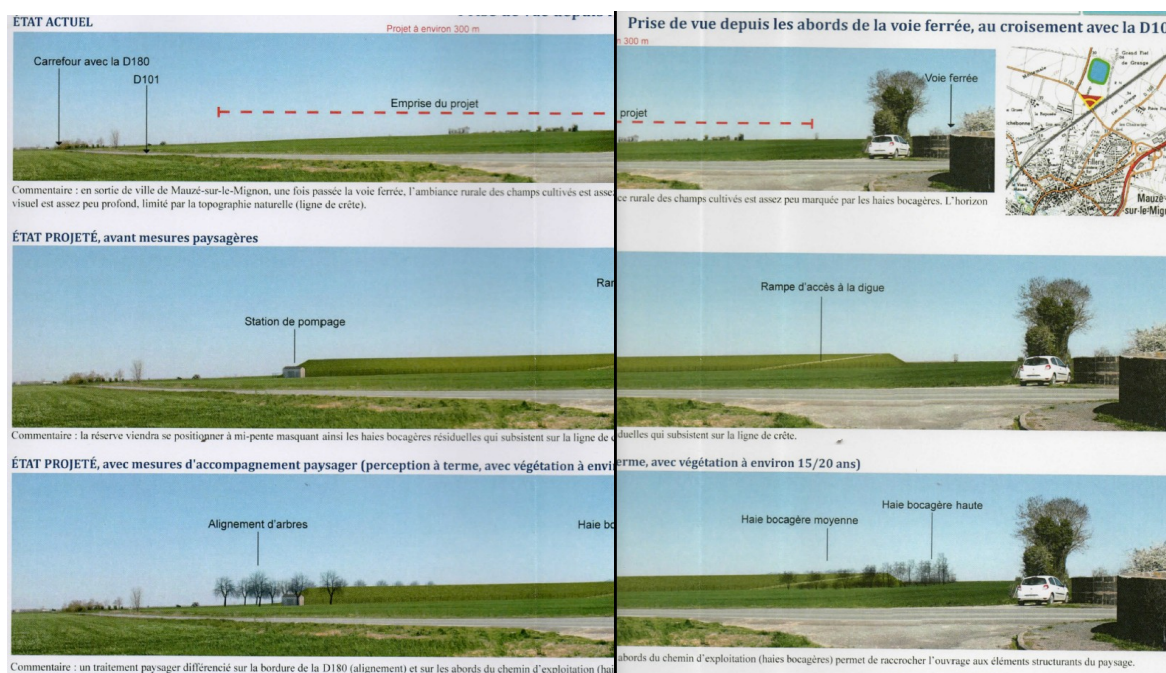 ÉTAT ACTUEL
Projet à environ 300 m
Carrefour avec la D180
D101
Emprise du projet
Commentaire : en sortie de ville de Mauzé-sur-le-Mignon, une fois passée la voie ferrée, l'ambiance rurale des champs cultivés est
visuel est assez peu profond, limité par la topographie naturelle (ligne de crête).
ÉTAT PROJETÉ, avant mesures paysagères
Station de pompage
Commentaire : la réserve viendra se positionner à mi-pente masquant ainsi les haies bocagères résiduelles qui subsistent sur la ligne de
ÉTAT PROJETÉ, avec mesures d'accompagnement paysager (perception à terme, avec végétation à
Alignement d'arbres
Haie
Commentaire : un traitement paysager différencié sur la bordure de la D180 (alignement) et sur les abords du chemin d'exploitation
Prise de vue depuis les abords de la voie ferrée, au croisement avec la
300 m
projet
Voie ferrée
Mauzé
-sur-le-
ce rurale des champs cultivés est assez peu marquée par les haies bocagères. L'horizon
Rampe d'accès à la digue
duelles qui subsistent sur la ligne de crête.
erme, avec végétation à environ 15/20 ans)
Haie bocagère moyenne
Haie bocagère haute
abords du chemin d'exploitation (haies bocagères) permet de raccrocher l'ouvrage aux éléments structurants du paysage.